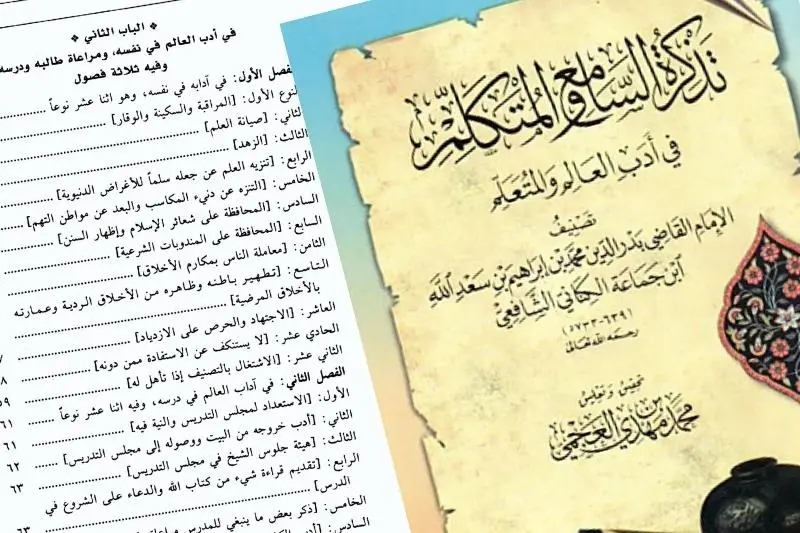 ❖ الباب الثاني ❖
في أدب العالم في نفسه، ومراعاة طالبه ودرسه
وفيه ثلاثة فصول
الفصل الأول: في آدابه في نفسه، وهو اثنا عشر نوعاً
النوع الأول: [المراقبة والسكينة والوقار]
الثاني: [صيانة العلم]
الثالث: [الزهد]
الرابع: [تنزيه العلم عن جعله سلماً للأغراض الدنيوية]
الخامس: [التنزه عن دنيء المكاسب والبعد عن مواطن التهم]
السادس: [المحافظة على شعائر الإسلام وإظهار السنن]
السابع: [المحافظة على المندوبات الشرعية]
الثامن: [معاملة الناس بمكارم الأخلاق]
التاسع: [تطهير باطنه وظاهره من الأخلاق الردية وعمارته
بالأخلاق المرضية]
العاشر: [الاجتهاد والحرص على الازدياد]
الحادي عشر: [لا يستنكف عن الاستفادة ممن دونه]
الثاني عشر: [الاشتغال بالتصنيف إذا تأهل له]
الفصل الثاني: في آداب العالم في درسه، وفيه اثنا عشر نوعاً ٦١
الأول: [الاستعداد لمجلس التدريس والنية فيه] ٦١
الثاني: [أدب خروجه من البيت ووصوله إلى مجلس التدريس] ٦٢
الثالث: [هيئة جلوس الشيخ في مجلس التدريس] ٦٣
الرابع: [تقديم قراءة شيء من كتاب الله والدعاء على الشروع في
الدرس] ٦٣
الخامس: [ذكر بعض ما ينبغي للمدرس
السادس:
تذكرة السامع والمتكلم
في أدب العالم والمتعلم
تصنيف
الإمام القاضي بدر الدين محمد بن إبراهيم بن سعد الله
ابن جماعة الكناني الشافعي
(٦٣٩-٧٣٣هـ)
رحمه الله تعالى
تحقيق وتعليق
محمد بن مهدي العجمي